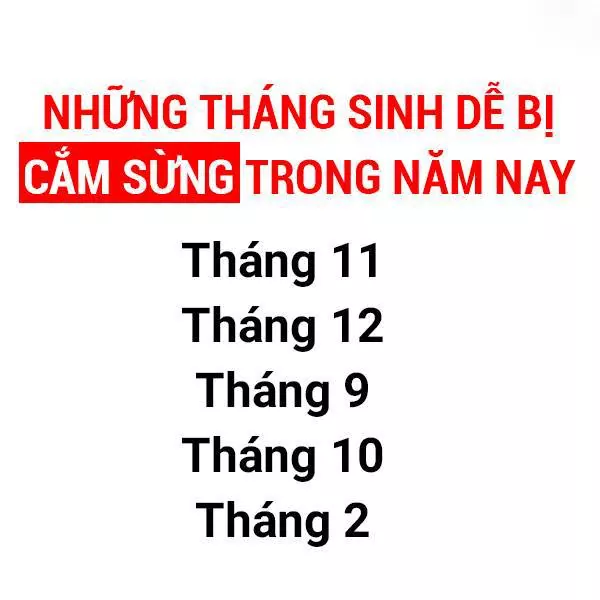 NHỮNG THÁNG SINH DỄ BỊ
CẮM SỪNG TRONG NĂM NAY
Tháng 11
Tháng 12
Tháng 9
Tháng 10
Tháng 2